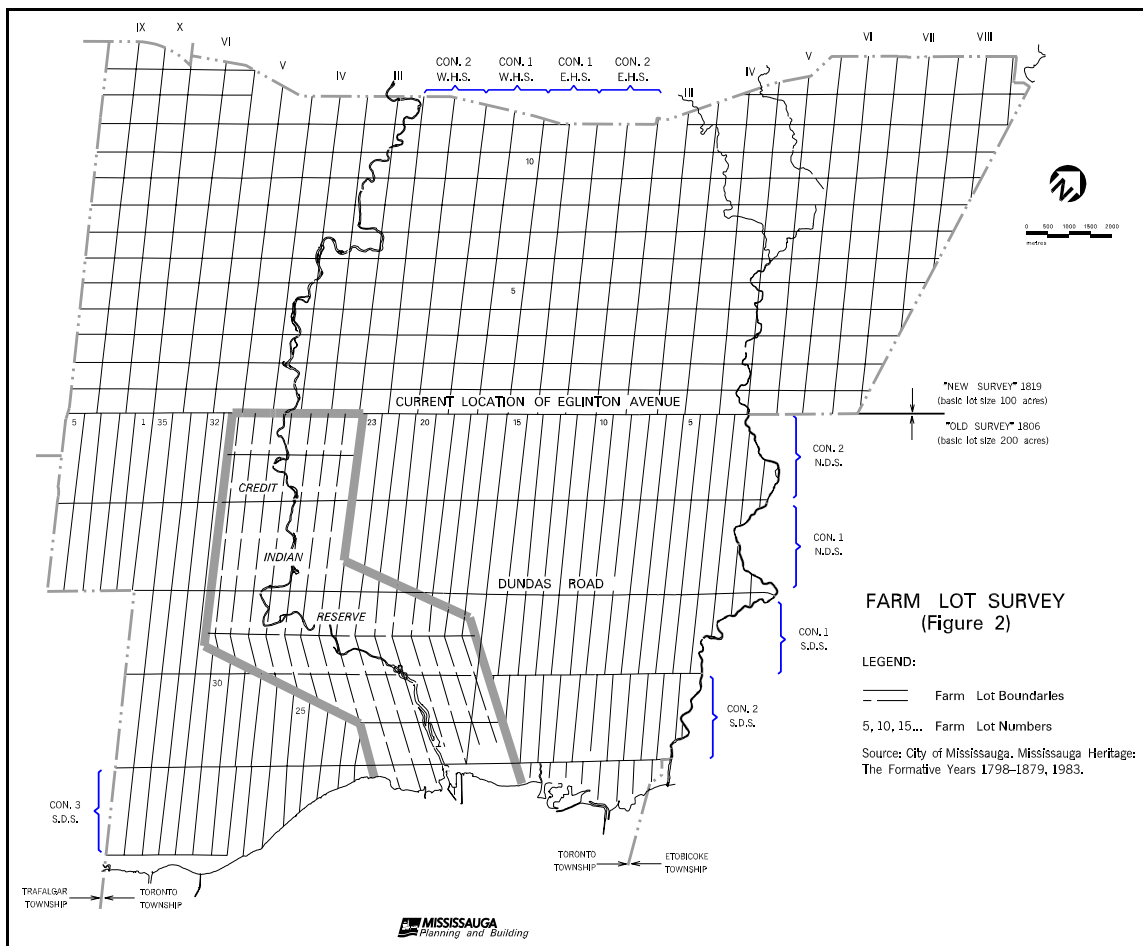 IX X VI V IV III
CON. 2 W.H.S.
CON. 1 W.H.S.
CON. 1 E.H.S.
CON. 2 E.H.S.
III IV V VI VII VIII
10
5
N
0 500 1000 1500 2000
metres
CURRENT LOCATION OF EGLINTON AVENUE
"NEW SURVEY" 1819
(basic lot size 100 acres)
"OLD SURVEY" 1806
(basic lot size 200 acres)
5 1 35 32 23 20 15 10 5
CON. 2
N.D.S.
CREDIT
INDIAN
RESERVE
CON. 1
N.D.S.
DUNDAS ROAD
CON. 1
S.D.S.
30
25
CON. 2
S.D.S.
CON. 3
S.D.S.
FARM LOT SURVEY
(Figure 2)
LEGEND:
Farm Lot Boundaries
5, 10, 15... Farm Lot Numbers
Source: City of Mississauga. Mississauga Heritage:
The Formative Years 1798–1879, 1983.
TORONTO
TOWNSHIP
ETOBICOKE
TOWNSHIP
TRAFALGAR
TOWNSHIP
TORONTO
TOWNSHIP
MISSISSAUGA
Planning and Building